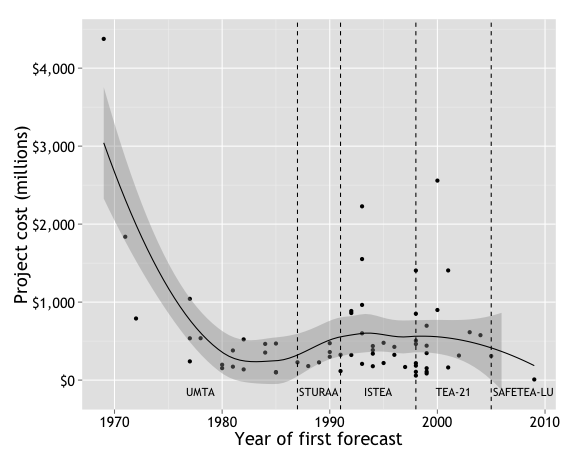 $4,000
$3,000
$2,000
$1,000
$0
Project cost (millions)
UMTA STURAA ISTEA TEA-21 SAFETEA-LU
1970 1980 1990 2000 2010
Year of first forecast